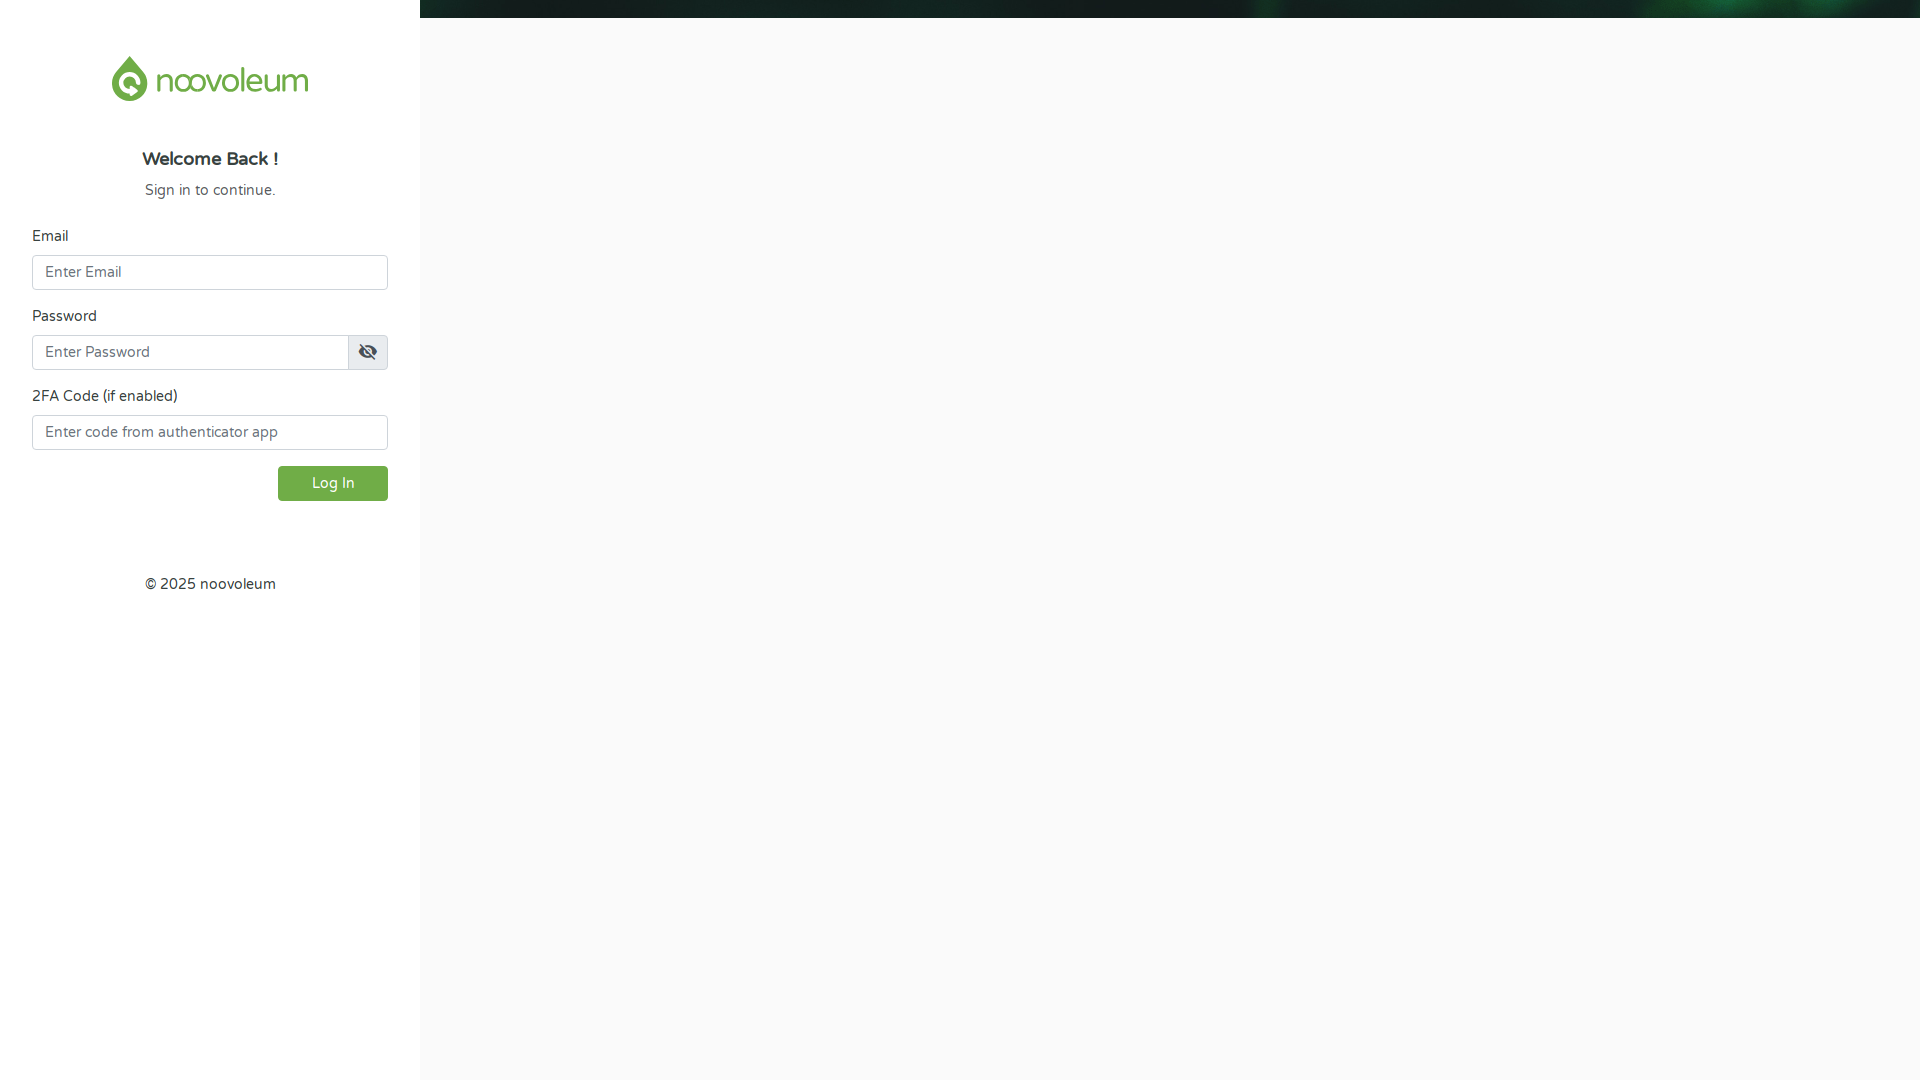 noovoleum
Welcome Back !
Sign in to continue.
Email
Enter Email
Password
Enter Password
2FA Code (if enabled)
Enter code from authenticator app
Log In
© 2025 noovoleum